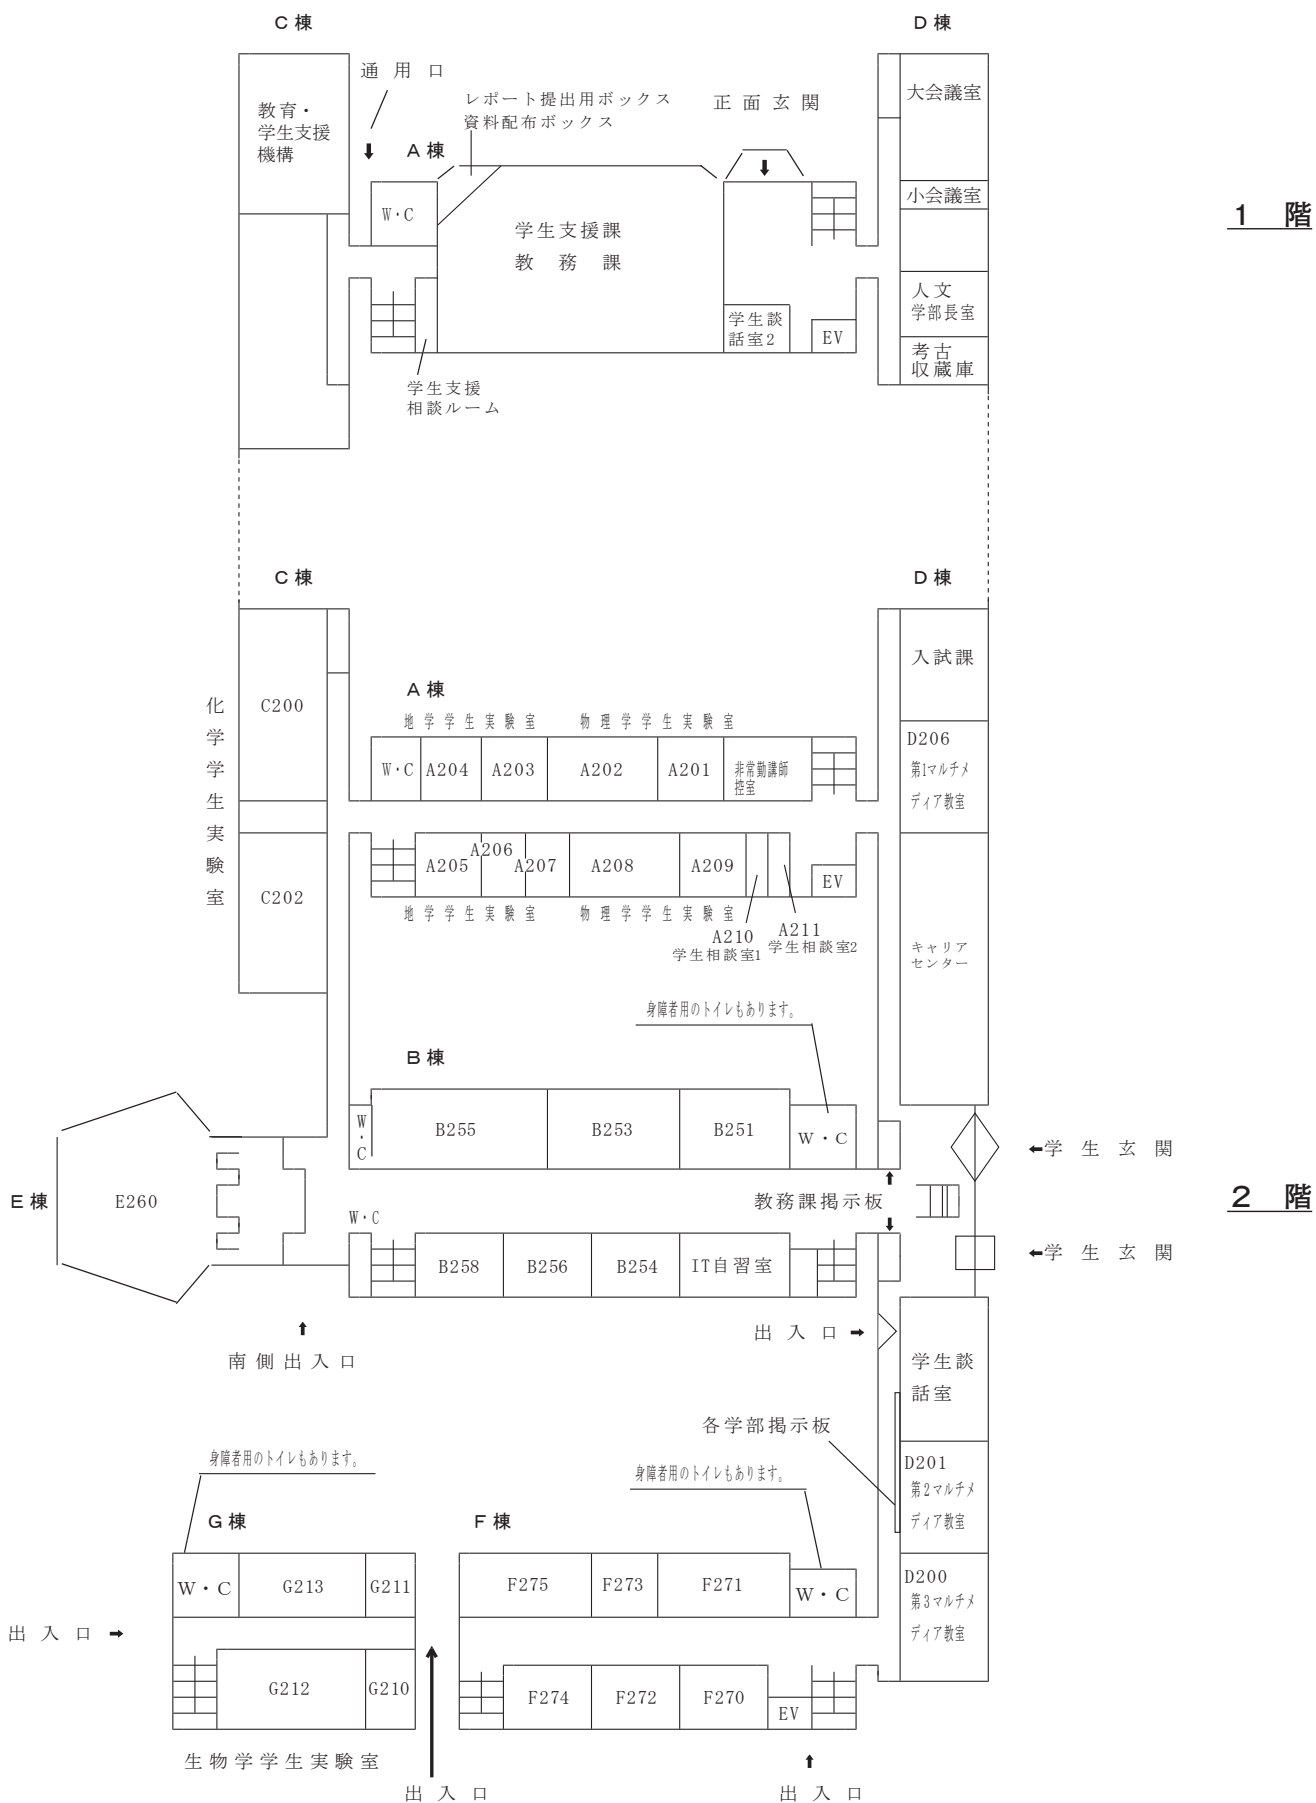 C棟
D棟
通用口
レポート提出用ボックス
資料配布ボックス
正面玄関
大会議室
教育・
学生支援
機構
A棟
W・C
小会議室
1 階
学生支援課
教務課
人文
学部長室
学生談
話室2
EV
考古
収蔵庫
学生支援
相談ルーム
C棟
D棟
入試課
A棟
化学学生実験室
C200
地学学生実験室
物理学学生実験室
D206
第1マルチメ
ディア教室
W・C
A204
A203
A202
A201
非常勤講師
控室
A205
A206
A207
A208
A209
EV
C202
地学学生実験室
物理学学生実験室
A210
学生相談室1
A211
学生相談室2
キャリア
センター
身障者用のトイレもあります。
B棟
W・C
B255
B253
B251
W・C
←学生玄関
E棟
E260
教務課掲示板
2 階
W・C
←学生玄関
B258
B256
B254
IT自習室
出入口→
南側出入口
学生談
話室
各学部掲示板
身障者用のトイレもあります。
身障者用のトイレもあります。
D201
第2マルチメ
ディア教室
G棟
F棟
W・C
G213
G211
F275
F273
F271
W・C
D200
第3マルチメ
ディア教室
出入口→
G212
G210
F274
F272
F270
EV
生物学学生実験室
出入口
出入口